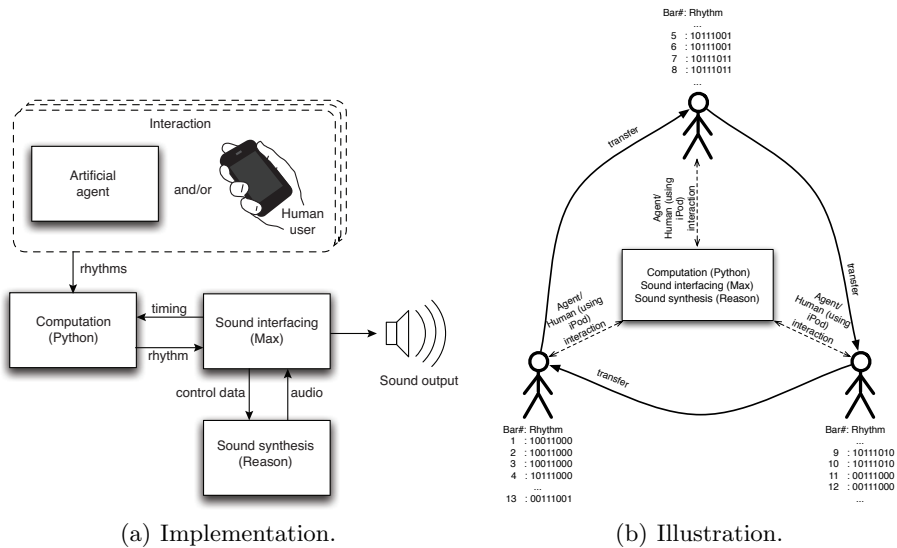 Interaction
Artificial
agent
and/or
Human
user
rhythms
Computation
(Python)
timing
rhythm
Sound interfacing
(Max)
Sound output
control data
audio
Sound synthesis
(Reason)
(a) Implementation.
Bar#: Rhythm
...
5 : 10111001
6 : 10111001
7 : 10111011
8 : 10111011
...
transfer
Agent/
Human (using
iPod)
interaction
transfer
Computation (Python)
Sound interfacing (Max)
Sound synthesis (Reason)
Agent/
Human (using
iPod)
interaction
Agent/
Human (using
iPod)
interaction
transfer
Bar#: Rhythm
1 : 10011000
2 : 10011000
3 : 10011000
4 : 10111000
...
13 : 00111001
Bar#: Rhythm
...
9 : 10111010
10 : 10111010
11 : 00111000
12 : 00111000
...
(b) Illustration.